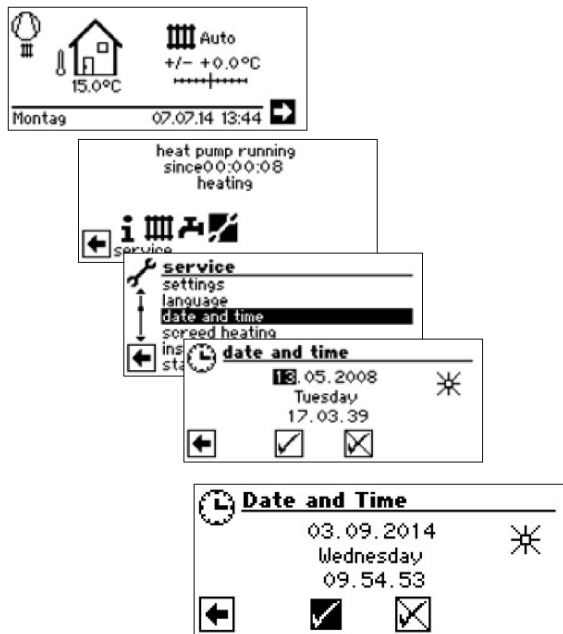 Auto
+/- +0.0°C
15.0°C
Montag 07.07.14 13:44
heat pump running
since00:00:08
heating
i
service
service
settings
language
date and time
screed heating
ins
sta
date and time
13.05.2008
Tuesday
17.03.39
Date and Time
03.09.2014
Wednesday
09.54.53